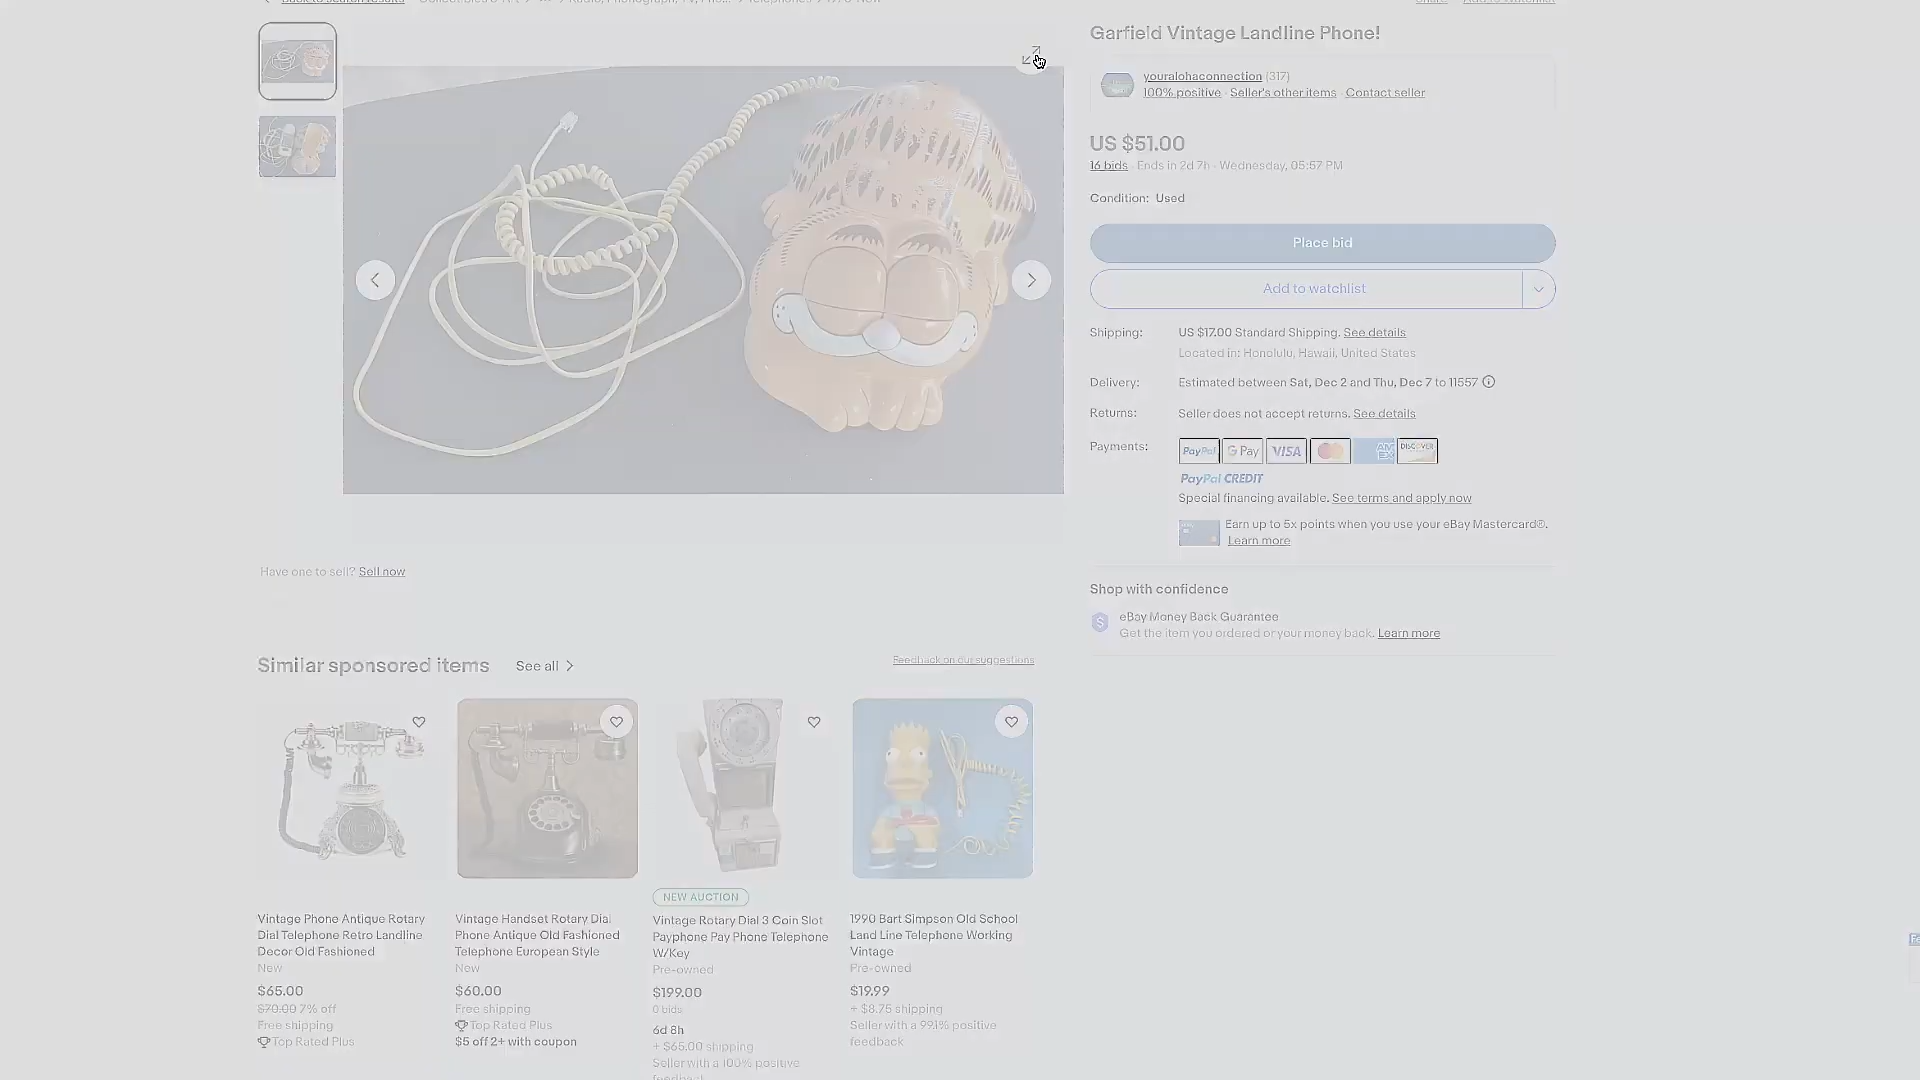 Garfield Vintage Landline Phone!
youralohaconnection (317)
100% positive · Seller's other items · Contact seller
US $51.00
16 bids · Ends in 2d 7h · Wednesday, 05:57 PM
Condition: Used
Place bid
Add to watchlist
Shipping: US $17.00 Standard Shipping. See details
Located in: Honolulu, Hawaii, United States
Delivery: Estimated between Sat, Dec 2 and Thu, Dec 7 to 11557
Returns: Seller does not accept returns. See details
Payments: PayPal G Pay VISA AMEX DISCOVER
PayPal CREDIT
Special financing available. See terms and apply now
Earn up to 5x points when you use your eBay Mastercard®.
Learn more
Have one to sell? Sell now
Shop with confidence
eBay Money Back Guarantee
Get the item you ordered or your money back. Learn more
Similar sponsored items See all
Feedback on our suggestions
Vintage Phone Antique Rotary
Dial Telephone Retro Landline
Decor Old Fashioned
New
$65.00
$70.00 7% off
Free shipping
Top Rated Plus
Vintage Handset Rotary Dial
Phone Antique Old Fashioned
Telephone European Style
New
$60.00
Free shipping
Top Rated Plus
$5 off 2+ with coupon
NEW AUCTION
Vintage Rotary Dial 3 Coin Slot
Payphone Pay Phone Telephone
W/Key
Pre-owned
$199.00
0 bids
6d 8h
+ $65.00 shipping
Seller with a 100% positive
feedback
1990 Bart Simpson Old School
Land Line Telephone Working
Vintage
Pre-owned
$19.99
+ $8.75 shipping
Seller with a 99.1% positive
feedback